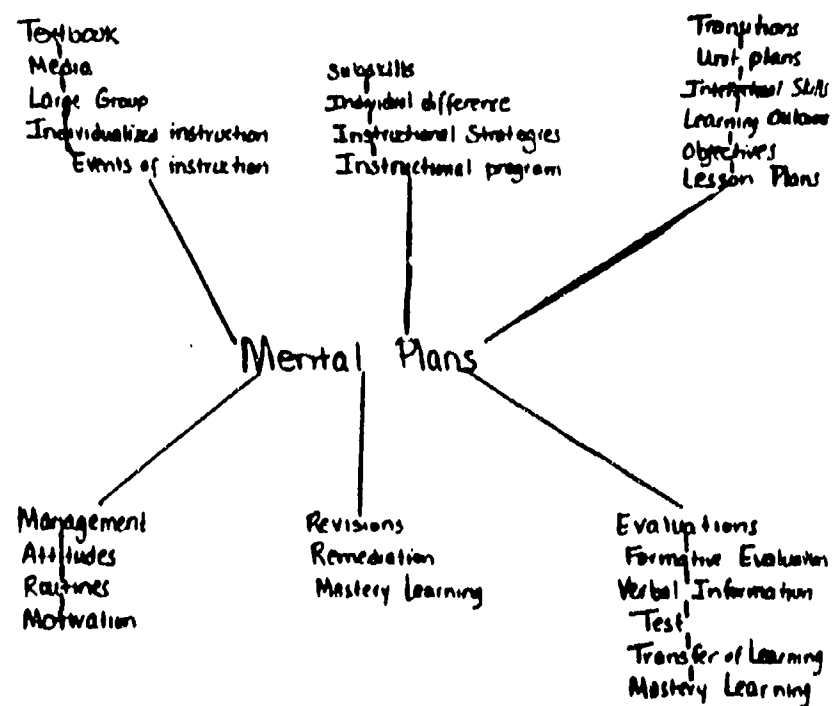 Textbook
Media
Large Group
Individualized instruction
Events of instruction
Subskills
Individual difference
Instructional Strategies
Instructional program
Transitions
Unit plans
Intellectual Skills
Learning Outcome
Objectives
Lesson Plans
Mental Plans
Management
Attitudes
Routines
Motivation
Revisions
Remediation
Mastery Learning
Evaluations
Formative Evaluation
Verbal Information
Test
Transfer of Learning
Mastery Learning